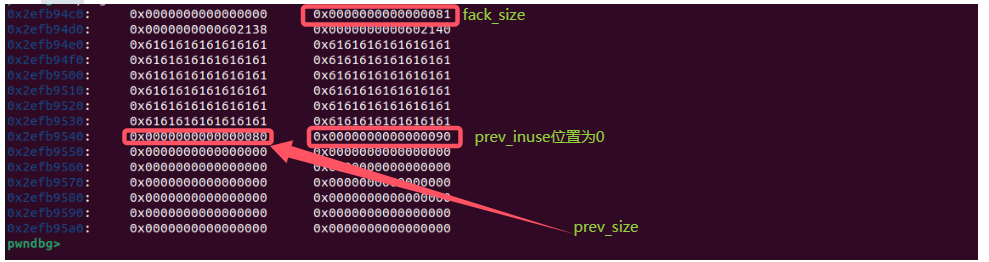 0x2efb94c0: 0x0000000000000000 0x0000000000000081 fack_size
0x2efb94d0: 0x0000000000602138 0x0000000000602140
0x2efb94e0: 0x6161616161616161 0x6161616161616161
0x2efb94f0: 0x6161616161616161 0x6161616161616161
0x2efb9500: 0x6161616161616161 0x6161616161616161
0x2efb9510: 0x6161616161616161 0x6161616161616161
0x2efb9520: 0x6161616161616161 0x6161616161616161
0x2efb9530: 0x6161616161616161 0x6161616161616161
0x2efb9540: 0x0000000000000080 0x0000000000000090 prev_inuse位置为0
0x2efb9550: 0x0000000000000000 0x0000000000000000
0x2efb9560: 0x0000000000000000 0x0000000000000000
0x2efb9570: 0x0000000000000000 0x0000000000000000
0x2efb9580: 0x0000000000000000 0x0000000000000000
0x2efb9590: 0x0000000000000000 0x0000000000000000
0x2efb95a0: 0x0000000000000000 0x0000000000000000 prev_size
pwndbg>